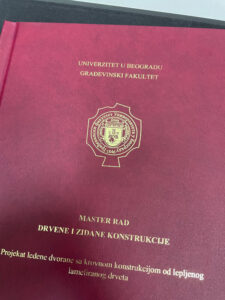 UNIVERZITET U BEOGRADU
GRAĐEVINSKI FAKULTET
MASTER RAD
DRVENE I ZIDANE KONSTRUKCIJE
Projekat ledene dvorane sa krovnom konstrukcijom od lepljenog
lameliranog drveta